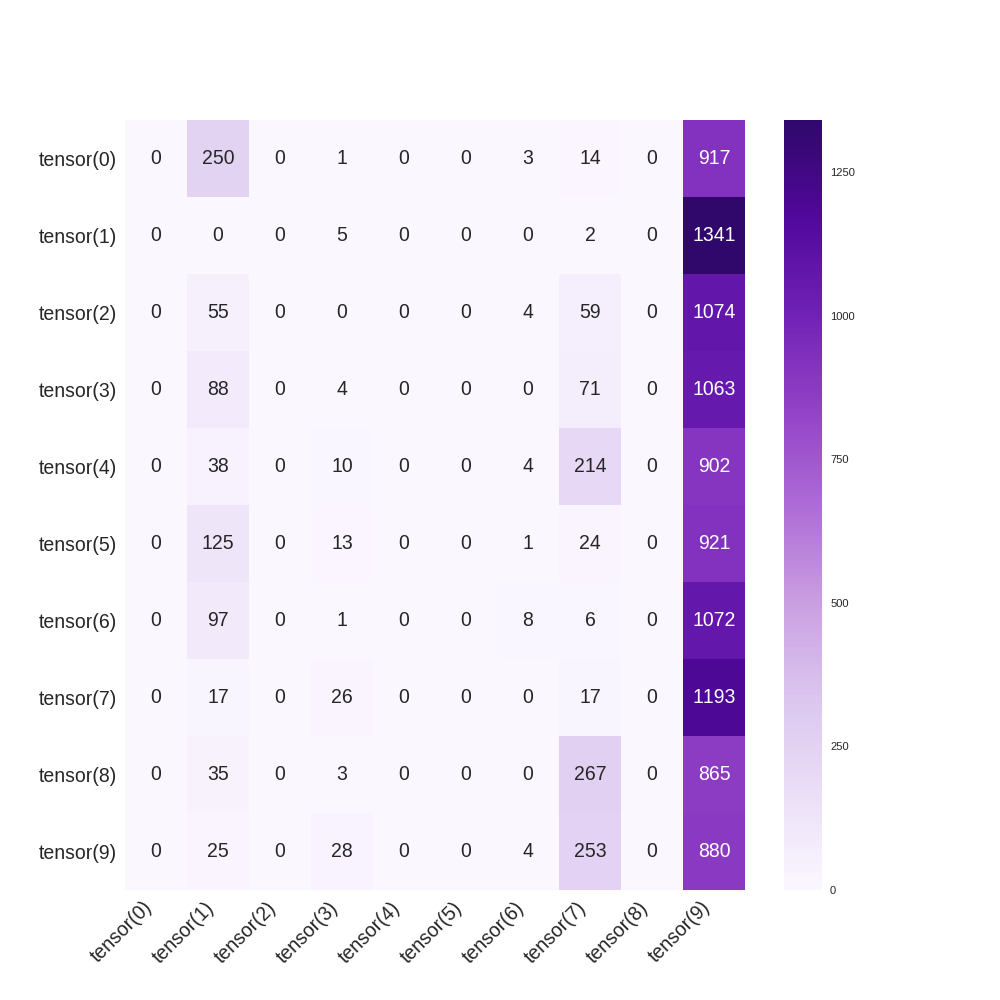 tensor(0) 0 250 0 1 0 0 3 14 0 917
tensor(1) 0 0 0 5 0 0 0 2 0 1341
tensor(2) 0 55 0 0 0 0 4 59 0 1074
tensor(3) 0 88 0 4 0 0 0 71 0 1063
tensor(4) 0 38 0 10 0 0 4 214 0 902
tensor(5) 0 125 0 13 0 0 1 24 0 921
tensor(6) 0 97 0 1 0 0 8 6 0 1072
tensor(7) 0 17 0 26 0 0 0 17 0 1193
tensor(8) 0 35 0 3 0 0 0 267 0 865
tensor(9) 0 25 0 28 0 0 4 253 0 880
tensor(0) tensor(1) tensor(2) tensor(3) tensor(4) tensor(5) tensor(6) tensor(7) tensor(8) tensor(9)
1250
1000
750
500
250
0